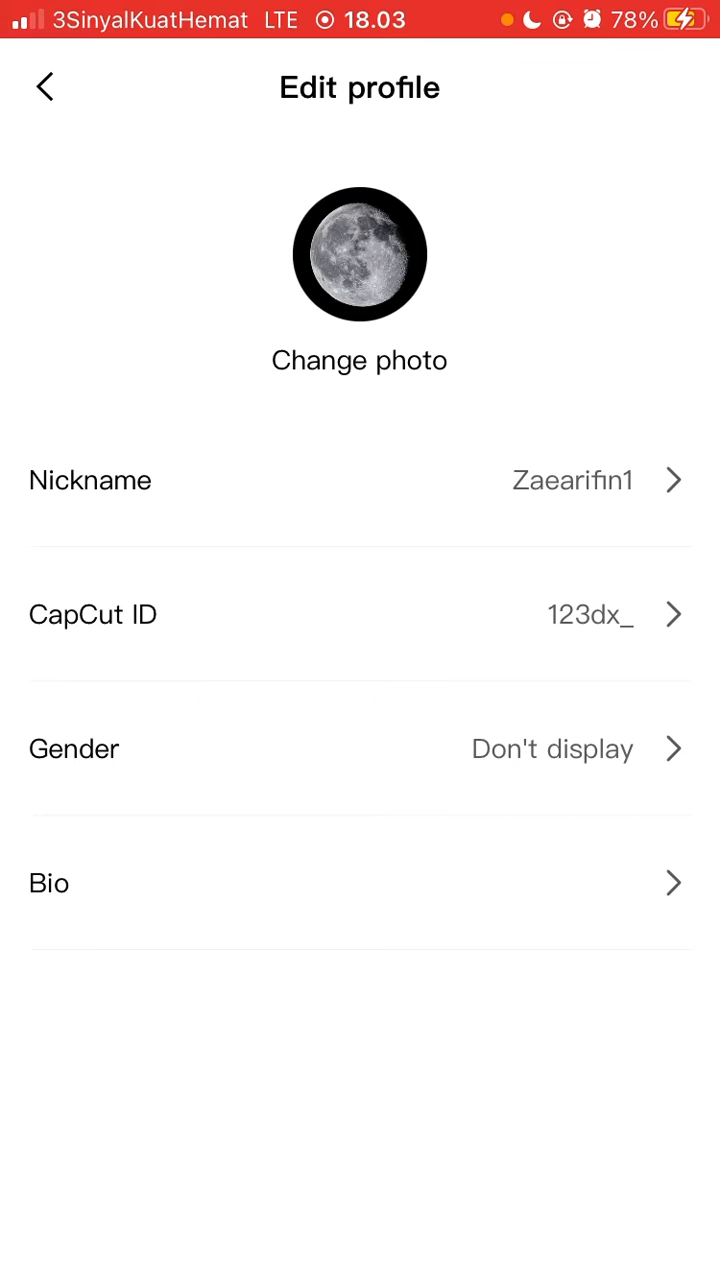 3SinyalKuatHemat LTE 18.03 78%
Edit profile
Change photo
Nickname Zaearifin1
CapCut ID 123dx_
Gender Don't display
Bio